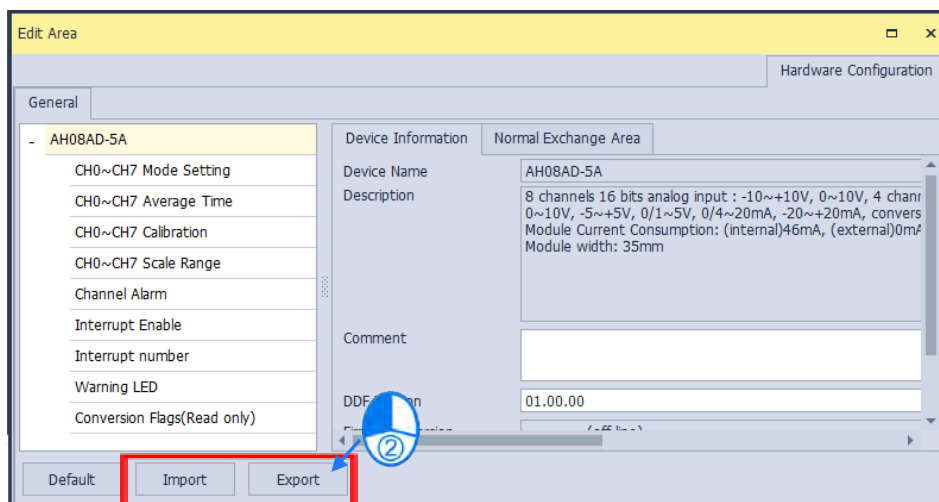 Edit Area
Hardware Configuration
General
- AH08AD-5A
CH0~CH7 Mode Setting
CH0~CH7 Average Time
CH0~CH7 Calibration
CH0~CH7 Scale Range
Channel Alarm
Interrupt Enable
Interrupt number
Warning LED
Conversion Flags(Read only)
Device Information
Normal Exchange Area
Device Name
AH08AD-5A
Description
8 channels 16 bits analog input : -10~+10V, 0~10V, 4
0~10V, -5~+5V, 0/1~5V, 0/4~20mA, -20~+20mA,
Module Current Consumption: (internal)46mA, (external)0mA
Module width: 35mm
Comment
DDF
01.00.00
②
Default
Import
Export